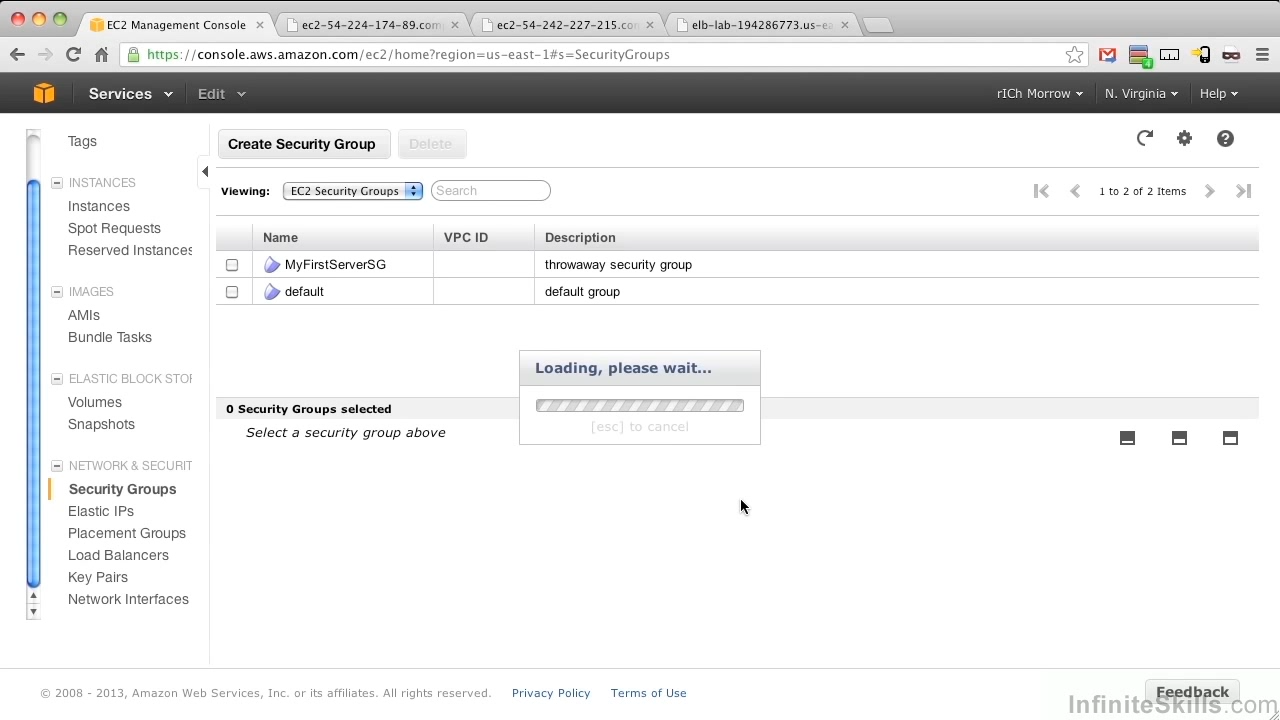 EC2 Management Console
ec2-54-224-174-89.com
ec2-54-242-227-215.con
elb-lab-194286773.us-ea
https://console.aws.amazon.com/ec2/home?region=us-east-1#s=SecurityGroups
4
Services Edit rICh Morrow N. Virginia Help
Tags
INSTANCES
Instances
Spot Requests
Reserved Instances
IMAGES
AMIs
Bundle Tasks
ELASTIC BLOCK STOR
Volumes
Snapshots
NETWORK & SECURIT
Security Groups
Elastic IPs
Placement Groups
Load Balancers
Key Pairs
Network Interfaces
Create Security Group Delete
Viewing: EC2 Security Groups Search 1 to 2 of 2 Items
Name VPC ID Description
MyFirstServerSG throwaway security group
default default group
Loading, please wait...
[esc] to cancel
0 Security Groups selected
Select a security group above
© 2008 - 2013, Amazon Web Services, Inc. or its affiliates. All rights reserved. Privacy Policy Terms of Use
Feedback
InfiniteSkills.com